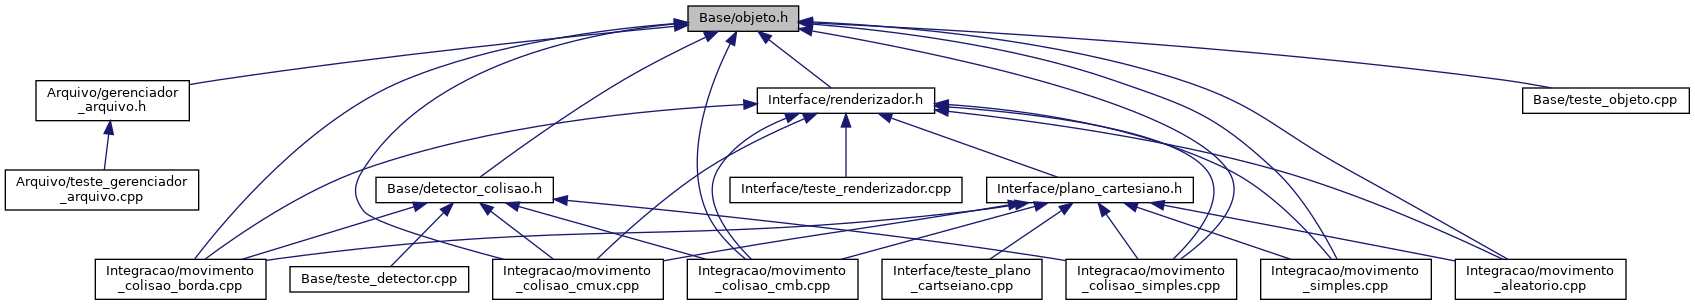 Base/objeto.h
Arquivo/gerenciador
_arquivo.h
Interface/renderizador.h
Base/teste_objeto.cpp
Arquivo/teste_gerenciador
_arquivo.cpp
Base/detector_colisao.h
Interface/teste_renderizador.cpp
Interface/plano_cartesiano.h
Integracao/movimento
_colisao_borda.cpp
Base/teste_detector.cpp
Integracao/movimento
_colisao_cmux.cpp
Integracao/movimento
_colisao_cmb.cpp
Interface/teste_plano
_cartseiano.cpp
Integracao/movimento
_colisao_simples.cpp
Integracao/movimento
_simples.cpp
Integracao/movimento
_aleatorio.cpp